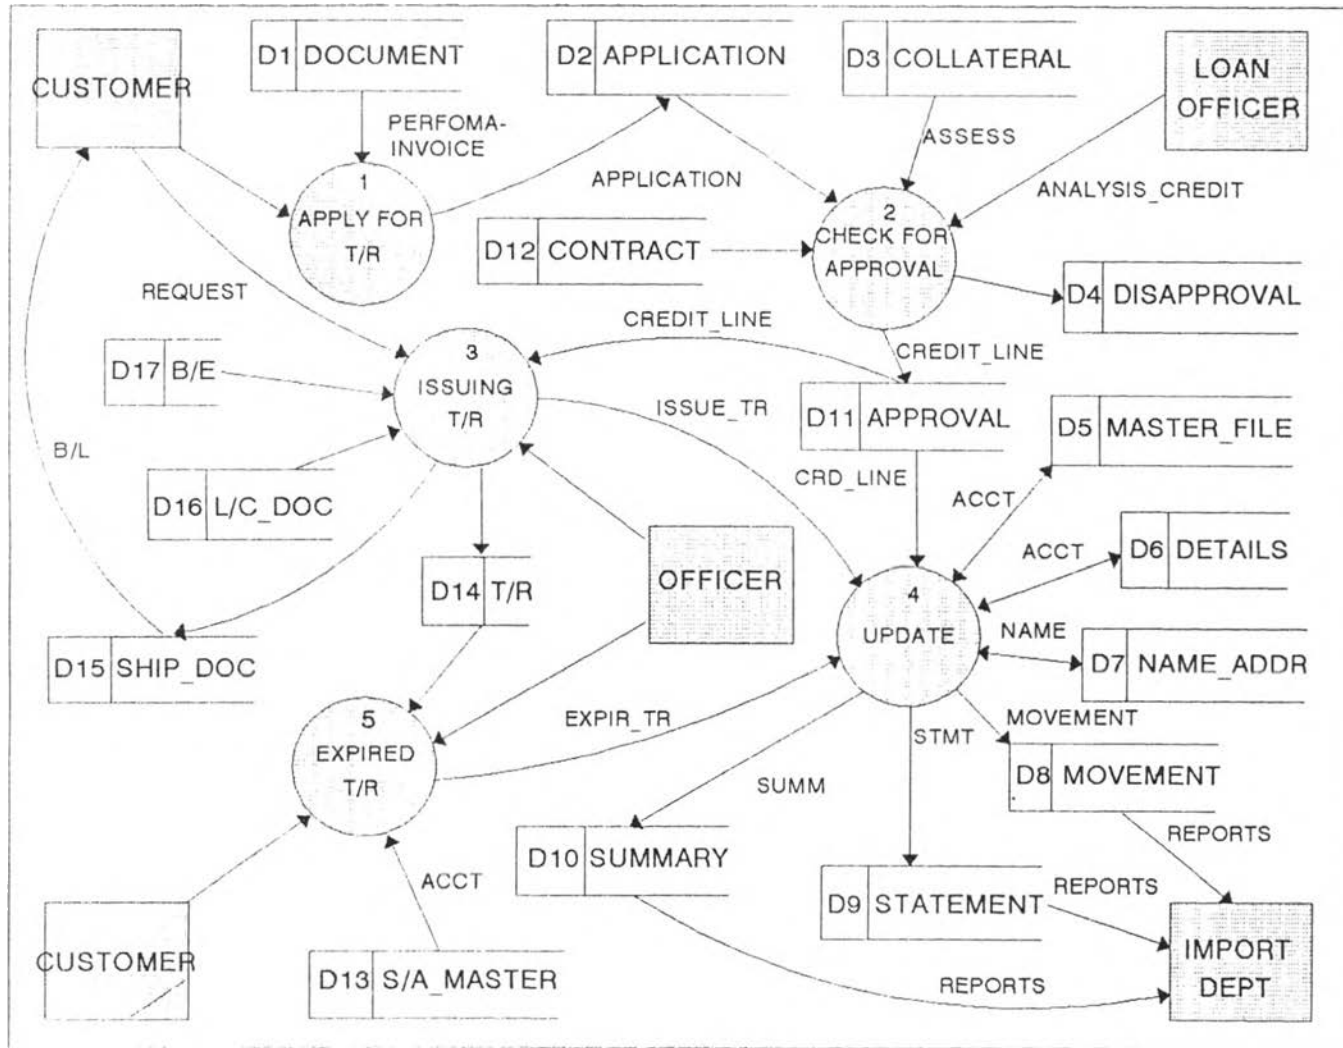 CUSTOMER
D1 DOCUMENT
D2 APPLICATION
D3 COLLATERAL
LOAN
OFFICER
PERFOMA-
INVOICE
ASSESS
1
APPLY FOR
T/R
APPLICATION
ANALYSIS_CREDIT
2
CHECK FOR
APPROVAL
D12 CONTRACT
D4 DISAPPROVAL
REQUEST
CREDIT_LINE
CREDIT_LINE
D17 B/E
3
ISSUING
T/R
ISSUE_TR
D11 APPROVAL
D5 MASTER_FILE
B/L
CRD_LINE
ACCT
D16 L/C_DOC
ACCT
D6 DETAILS
D14 T/R
OFFICER
4
UPDATE
NAME
D7 NAME_ADDR
D15 SHIP_DOC
5
EXPIRED
T/R
EXPIR_TR
STMT
MOVEMENT
D8 MOVEMENT
SUMM
REPORTS
D10 SUMMARY
ACCT
D9 STATEMENT
REPORTS
CUSTOMER
D13 S/A_MASTER
REPORTS
IMPORT
DEPT